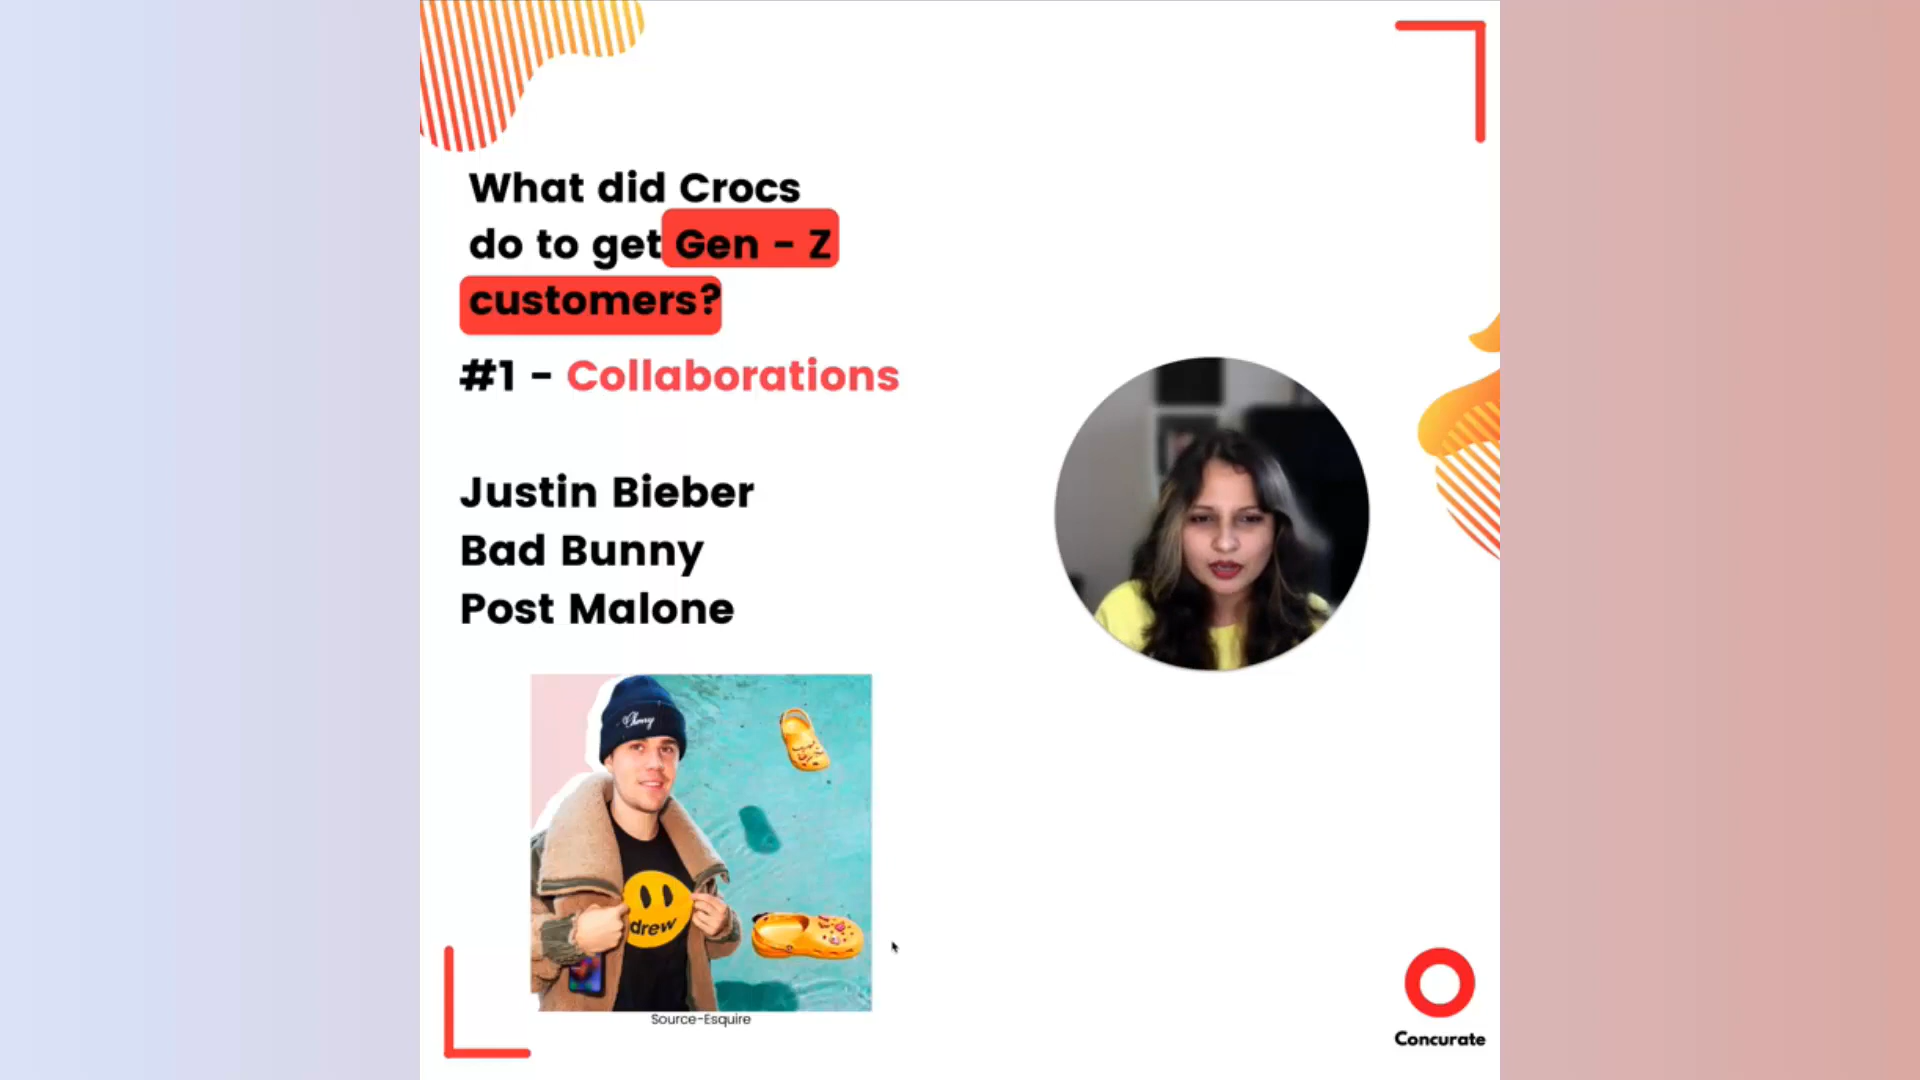 What did Crocs
do to get Gen - Z
customers?
#1 - Collaborations
Justin Bieber
Bad Bunny
Post Malone
drew
Source-Esquire
Concurate